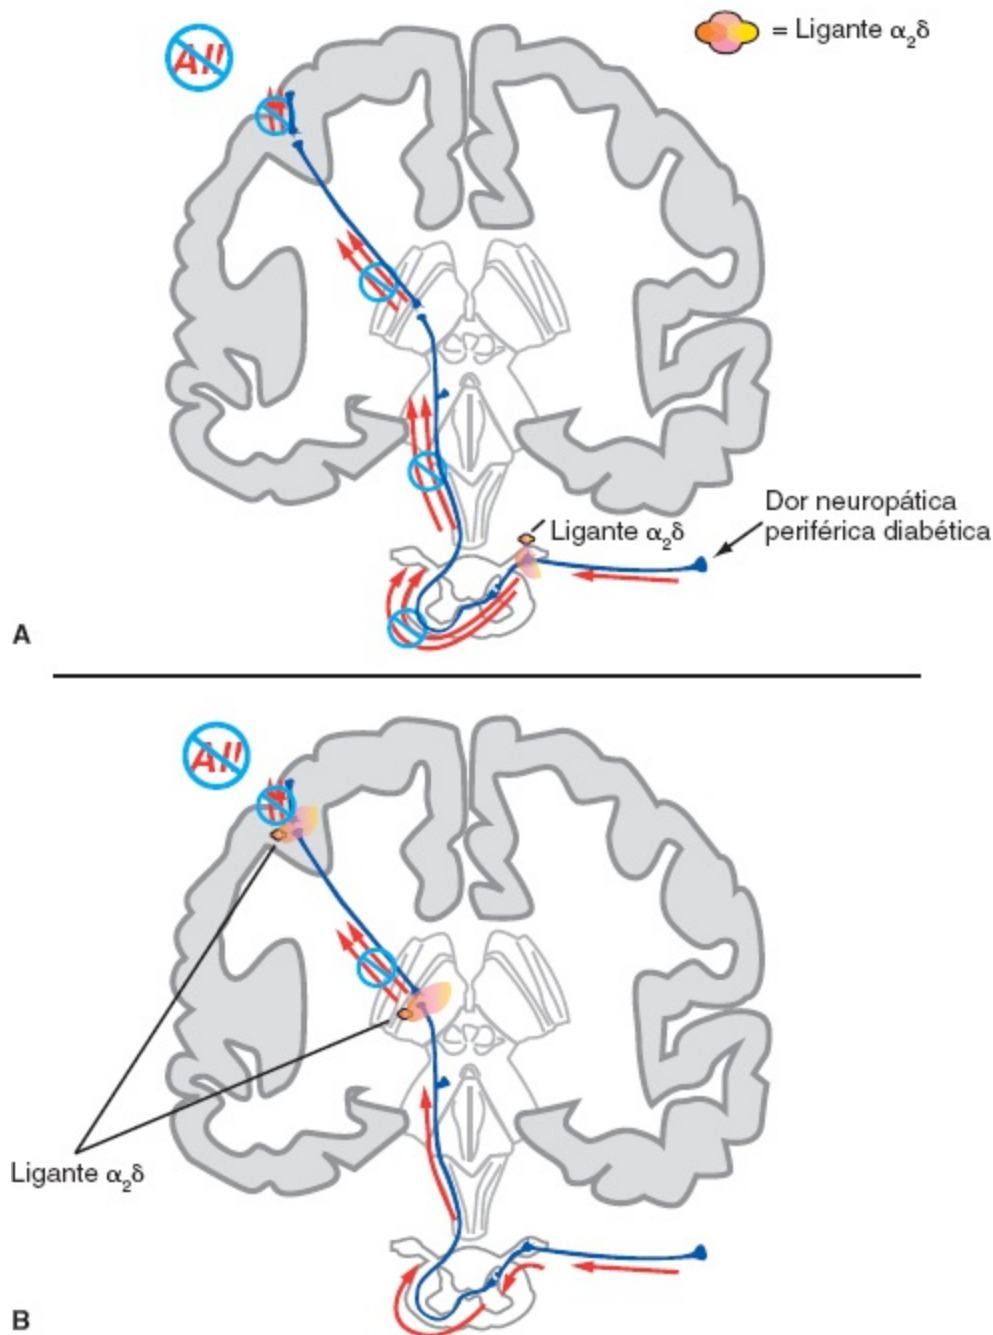 = Ligante α₂δ
Ai!
Ligante α₂δ
Dor neuropática
periférica diabética
A
Ai!
Ligante α₂δ
B